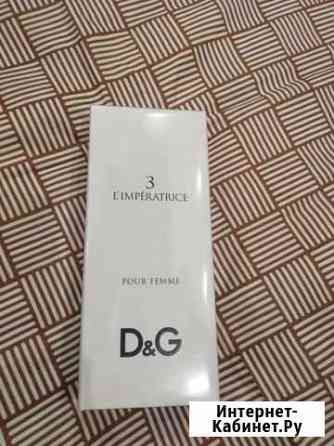 3
L'IMPÉRATRICE
POUR FEMME
D&G
Интернет-
Кабинет.Ру